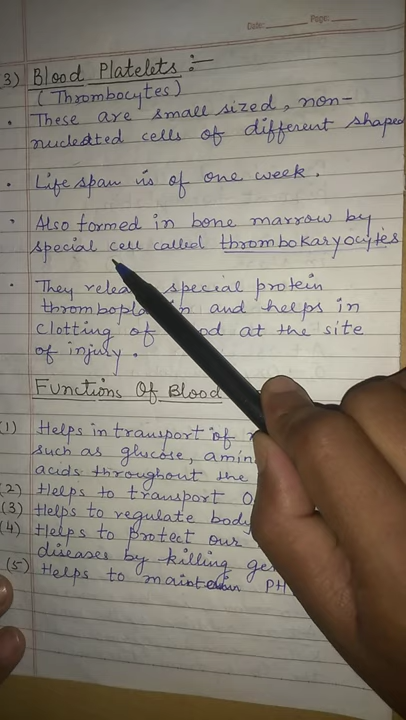 Date: Page:
3) Blood Platelets :-
(Thrombocytes)
• These are small sized, non-
nucleated cells of different shaped
• Life span is of one week.
• Also formed in bone marrow by
special cell called thrombokaryocytes
• They special protein
and helps in
clotting of at the site
of injury.
Functions Of Blood
1) Helps in transport of
such as glucose,
acids throughout the
(2) Helps to transport
(3) Helps to regulate body
(4) Helps to protect our
diseases by killing
(5) Helps to maintain PH